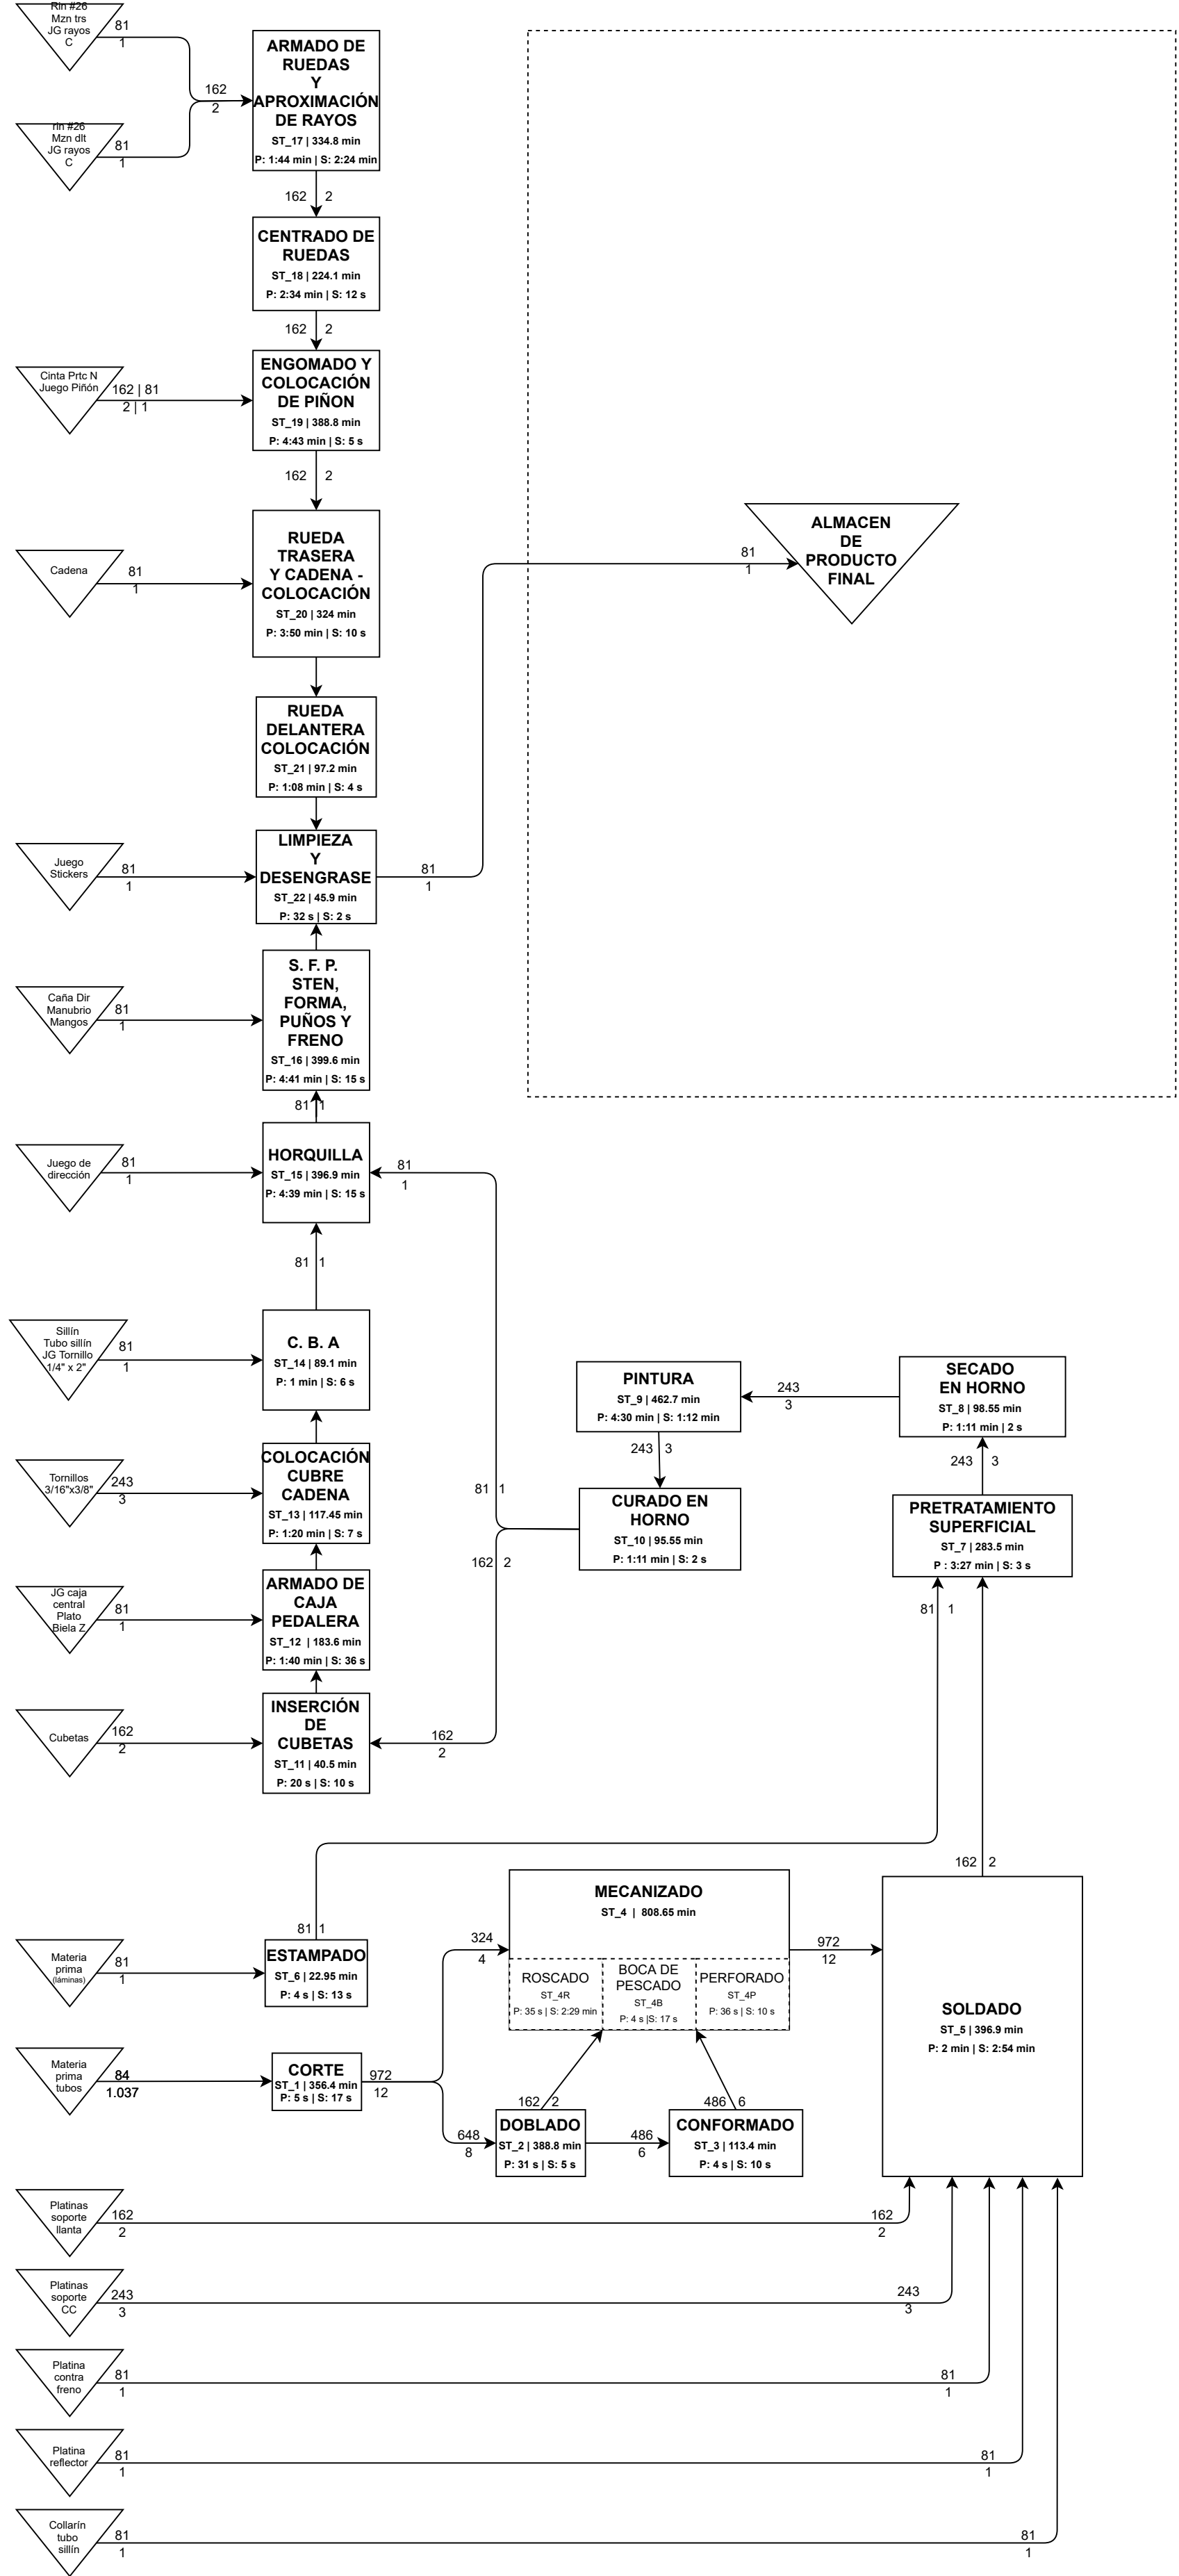 Rin #26
Mzn trs
JG rayos
C
81
1
rin #26
Mzn dlt
JG rayos
C
81
1
162
2
ARMADO DE
RUEDAS
Y
APROXIMACIÓN
DE RAYOS
ST_17 | 334.8 min
P: 1:44 min | S: 2:24 min
162 2
CENTRADO DE
RUEDAS
ST_18 | 224.1 min
P: 2:34 min | S: 12 s
162 2
Cinta Prtc N
Juego Piñón
162 | 81
2 | 1
ENGOMADO Y
COLOCACIÓN
DE PIÑON
ST_19 | 388.8 min
P: 4:43 min | S: 5 s
162 2
Cadena
81
1
RUEDA
TRASERA
Y CADENA -
COLOCACIÓN
ST_20 | 324 min
P: 3:50 min | S: 10 s
81
1
ALMACEN
DE
PRODUCTO
FINAL
RUEDA
DELANTERA
COLOCACIÓN
ST_21 | 97.2 min
P: 1:08 min | S: 4 s
Juego
Stickers
81
1
LIMPIEZA
Y
DESENGRASE
ST_22 | 45.9 min
P: 32 s | S: 2 s
81
1
Caña Dir
Manubrio
Mangos
81
1
S. F. P.
STEN,
FORMA,
PUÑOS Y
FRENO
ST_16 | 399.6 min
P: 4:41 min | S: 15 s
81 1
Juego de
dirección
81
1
HORQUILLA
ST_15 | 396.9 min
P: 4:39 min | S: 15 s
81
1
81 1
Sillín
Tubo sillín
JG Tornillo
1/4" x 2"
81
1
C. B. A
ST_14 | 89.1 min
P: 1 min | S: 6 s
PINTURA
ST_9 | 462.7 min
P: 4:30 min | S: 1:12 min
243
3
SECADO
EN HORNO
ST_8 | 98.55 min
P: 1:11 min | 2 s
243 3
243 3
Tornillos
3/16"x3/8"
243
3
COLOCACIÓN
CUBRE
CADENA
ST_13 | 117.45 min
P: 1:20 min | S: 7 s
81 1
162 2
CURADO EN
HORNO
ST_10 | 95.55 min
P: 1:11 min | S: 2 s
PRETRATAMIENTO
SUPERFICIAL
ST_7 | 283.5 min
P : 3:27 min | S: 3 s
81 1
JG caja
central
Plato
Biela Z
81
1
ARMADO DE
CAJA
PEDALERA
ST_12 | 183.6 min
P: 1:40 min | S: 36 s
Cubetas
162
2
INSERCIÓN
DE
CUBETAS
ST_11 | 40.5 min
P: 20 s | S: 10 s
162
2
162 2
81 1
Materia
prima
(láminas)
81
1
ESTAMPADO
ST_6 | 22.95 min
P: 4 s | S: 13 s
324
4
MECANIZADO
ST_4 | 808.65 min
ROSCADO
ST_4R
P: 35 s | S: 2:29 min
BOCA DE
PESCADO
ST_4B
P: 4 s |S: 17 s
PERFORADO
ST_4P
P: 36 s | S: 10 s
972
12
SOLDADO
ST_5 | 396.9 min
P: 2 min | S: 2:54 min
Materia
prima
tubos
84
1.037
CORTE
ST_1 | 356.4 min
P: 5 s | S: 17 s
972
12
648
8
162 2
DOBLADO
ST_2 | 388.8 min
P: 31 s | S: 5 s
486
6
486 6
CONFORMADO
ST_3 | 113.4 min
P: 4 s | S: 10 s
Platinas
soporte
llanta
162
2
162
2
Platinas
soporte
CC
243
3
243
3
Platina
contra
freno
81
1
81
1
Platina
reflector
81
1
81
1
Collarín
tubo
sillín
81
1
81
1